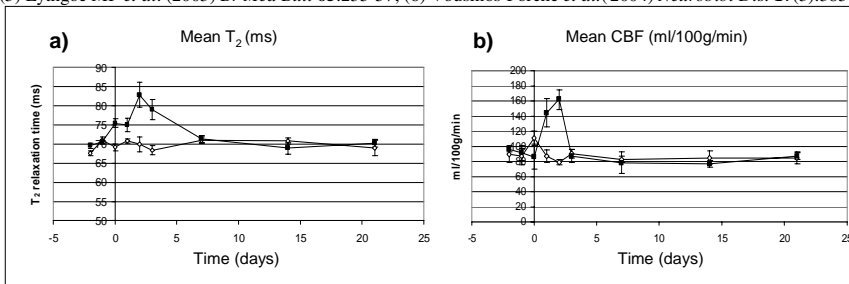 a) Mean T2 (ms)
T2 relaxation time (ms)
90
85
80
75
70
65
60
55
50
-5 0 5 10 15 20 25
Time (days)
b) Mean CBF (ml/100g/min)
ml/100g/min
200
180
160
140
120
100
80
60
40
20
0
-5 0 5 10 15 20 25
Time (days)